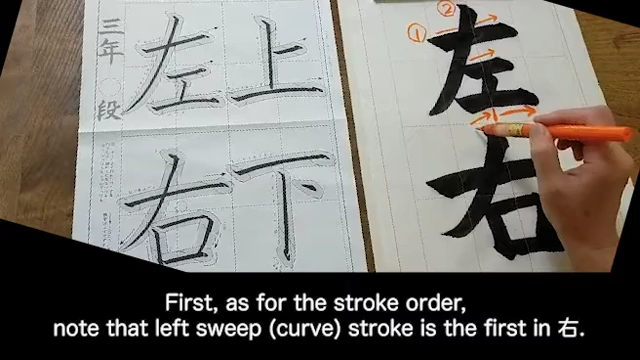 三年 〇段
上下
左右
① ②
左右
First, as for the stroke order,
note that left sweep (curve) stroke is the first in 右.